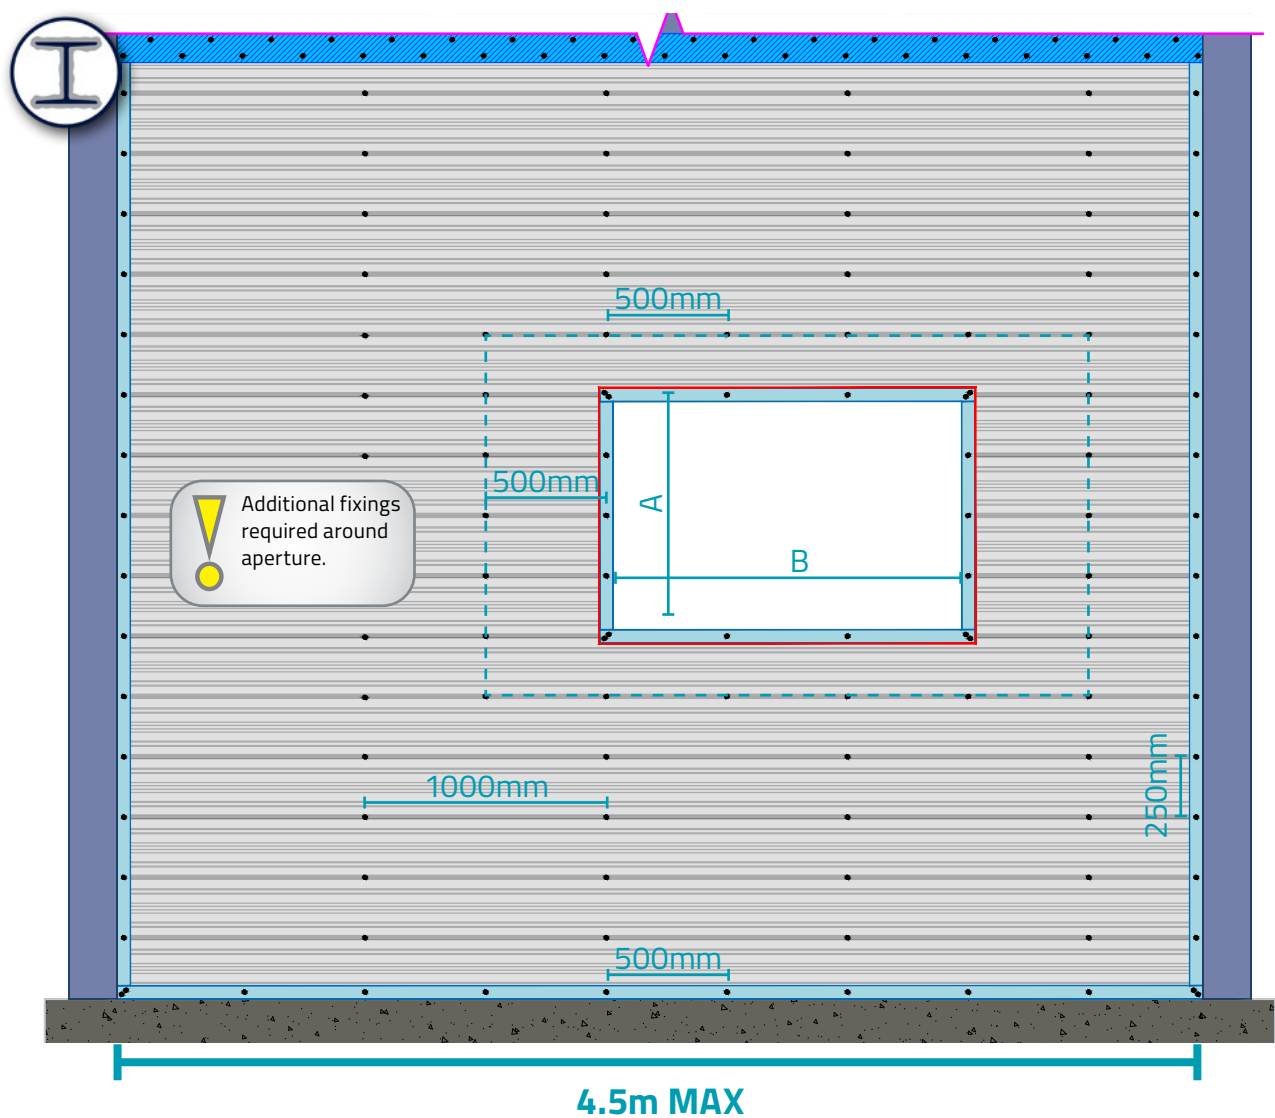 500mm
500mm
A
B
Additional fixings
required around
aperture.
1000mm
250mm
500mm
4.5m MAX